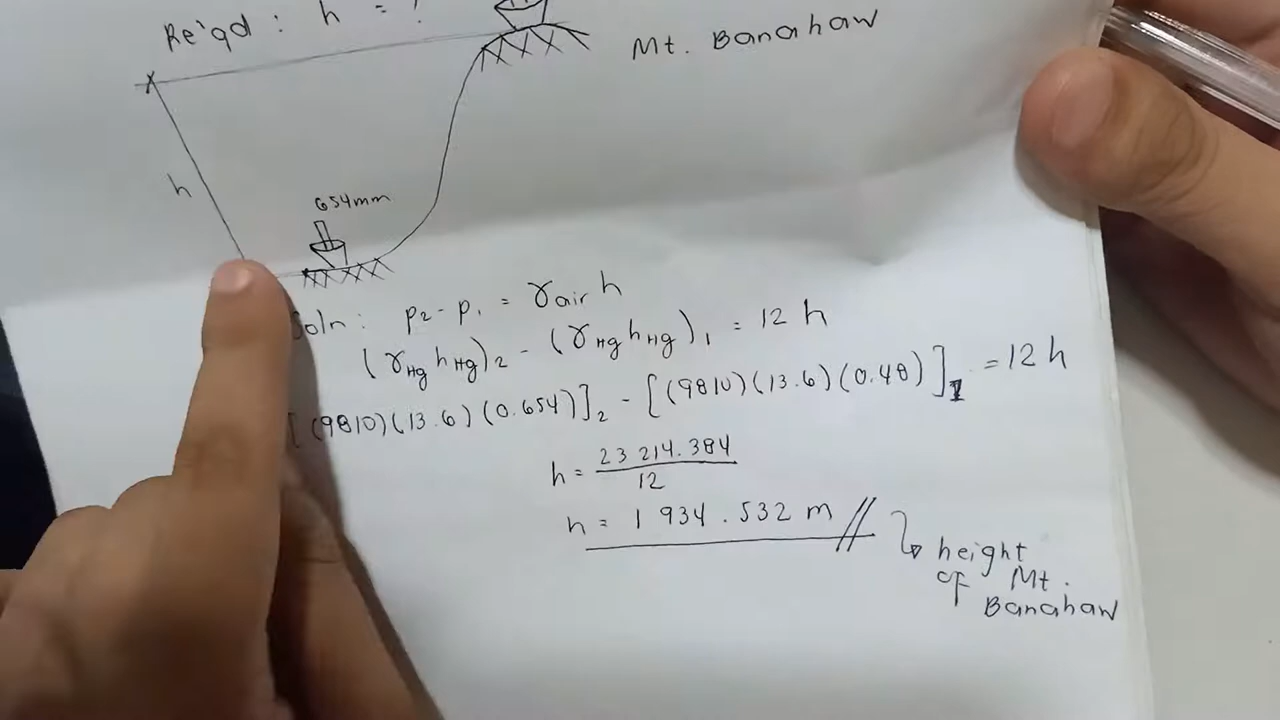 Re'qd : h = ?
Mt. Banahaw
h
654mm
Soln : p₂ - p₁ = γair h
(γHg hHg)₂ - (γHg hHg)₁ = 12 h
[(9810)(13.6)(0.654)]₂ - [(9810)(13.6)(0.48)]₁ = 12 h
h = 23 214.384 / 12
h = 1 934 . 532 m //
height
of Mt.
Banahaw